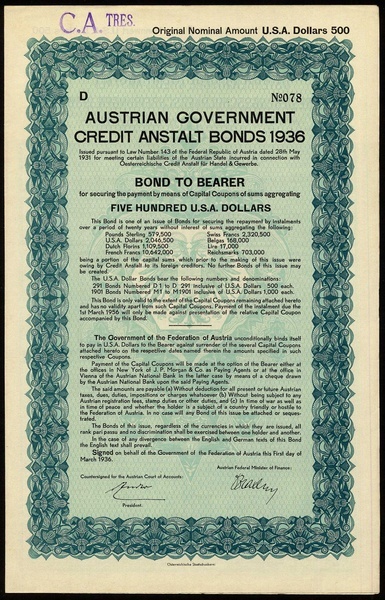 C.A. TRES.
Original Nominal Amount U.S.A. Dollars 500
D
№078
AUSTRIAN GOVERNMENT
CREDIT ANSTALT BONDS 1936
Issued pursuant to Law Number 143 of the Federal Republic of Austria dated 28th May
1931 for meeting certain liabilities of the Austrian State incurred in connection with
Oesterreichische Credit Anstalt für Handel & Gewerbe.
BOND TO BEARER
for securing the payment by means of Capital Coupons of sums aggregating
FIVE HUNDRED U.S.A. DOLLARS
This Bond is one of an Issue of Bonds for securing the repayment by instalments
over a period of twenty years without interest of sums aggregating the following:
Pounds Sterling 579,500 Swiss Francs 2,320,500
U.S.A. Dollars 2,046,500 Belgas 168,000
Dutch Florins 1,109,500 Lire 17,000
French Francs 10,642,000 Reichsmarks 703,000
being a portion of the capital sums which prior to the making of this issue were
owing by Credit Anstalt to its foreign creditors. No further Bonds of this Issue may
be created.
The U.S.A. Dollar Bonds bear the following numbers and denominations:
291 Bonds Numbered D 1 to D 291 inclusive of U.S.A. Dollars 500 each.
1901 Bonds Numbered M1 to M1901 inclusive of U.S.A. Dollars 1,000 each.
This Bond is only valid to the extent of the Capital Coupons remaining attached hereto
and has no validity apart from such Capital Coupons. Payment of the instalment due the
1st March 1956 will only be made against presentation of the relative Capital Coupon
accompanied by this Bond.
The Government of the Federation of Austria unconditionally binds itself
to pay in U.S.A. Dollars to the Bearer against surrender of the several Capital Coupons
attached hereto on the respective dates named therein the amounts specified in such
respective Coupons.
Payment of the Capital Coupons will be made at the option of the Bearer either at
the offices in New York of J. P. Morgan & Co. as Paying Agents or at the office in
Vienna of the Austrian National Bank in the latter case by means of a cheque drawn
by the Austrian National Bank upon the said Paying Agents.
The said amounts are payable (a) Without deduction for all present or future Austrian
taxes, dues, duties, impositions or charges whatsoever (b) Without being subject to any
Austrian registration fees, stamp duties or other duties, and (c) In time of war as well as
in time of peace and whether the holder is a subject of a country friendly or hostile to
the Federation of Austria. In no case will any Bond of this Issue be attached or seques-
trated.
The Bonds of this issue, regardless of the currencies in which they are issued, all
rank pari passu and no discrimination shall be exercised between one holder and another.
In the case of any divergence between the English and German texts of this Bond
the English text shall prevail.
Signed on behalf of the Government of the Federation of Austria this First day of
March 1936.
Austrian Federal Minister of Finance:
Countersigned for the Austrian Court of Accounts:
President.
Österreichische Staatsdruckerei